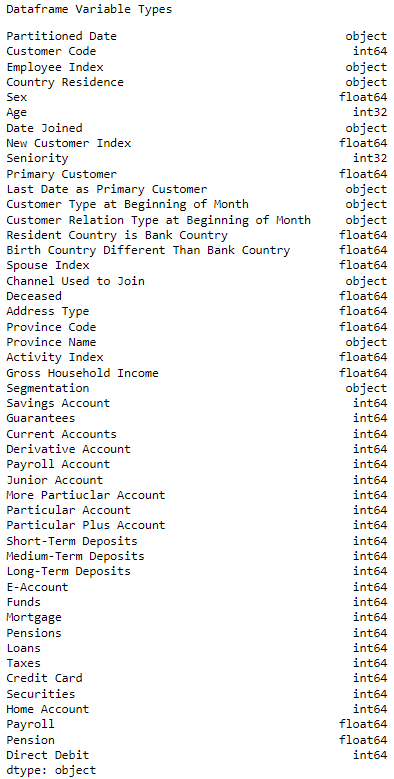 Dataframe Variable Types
Partitioned Date object
Customer Code int64
Employee Index object
Country Residence object
Sex float64
Age int32
Date Joined object
New Customer Index float64
Seniority int32
Primary Customer float64
Last Date as Primary Customer object
Customer Type at Beginning of Month object
Customer Relation Type at Beginning of Month object
Resident Country is Bank Country float64
Birth Country Different Than Bank Country float64
Spouse Index float64
Channel Used to Join object
Deceased float64
Address Type float64
Province Code float64
Province Name object
Activity Index float64
Gross Household Income float64
Segmentation object
Savings Account int64
Guarantees int64
Current Accounts int64
Derivative Account int64
Payroll Account int64
Junior Account int64
More Partiuclar Account int64
Particular Account int64
Particular Plus Account int64
Short-Term Deposits int64
Medium-Term Deposits int64
Long-Term Deposits int64
E-Account int64
Funds int64
Mortgage int64
Pensions int64
Loans int64
Taxes int64
Credit Card int64
Securities int64
Home Account int64
Payroll float64
Pension float64
Direct Debit int64
dtype: object